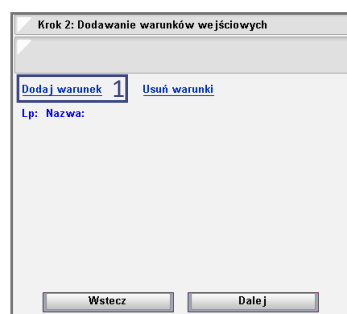 Krok 2: Dodawanie warunków wejściowych
Dodaj warunek 1 Usuń warunki
Lp: Nazwa:
Wstecz Dalej